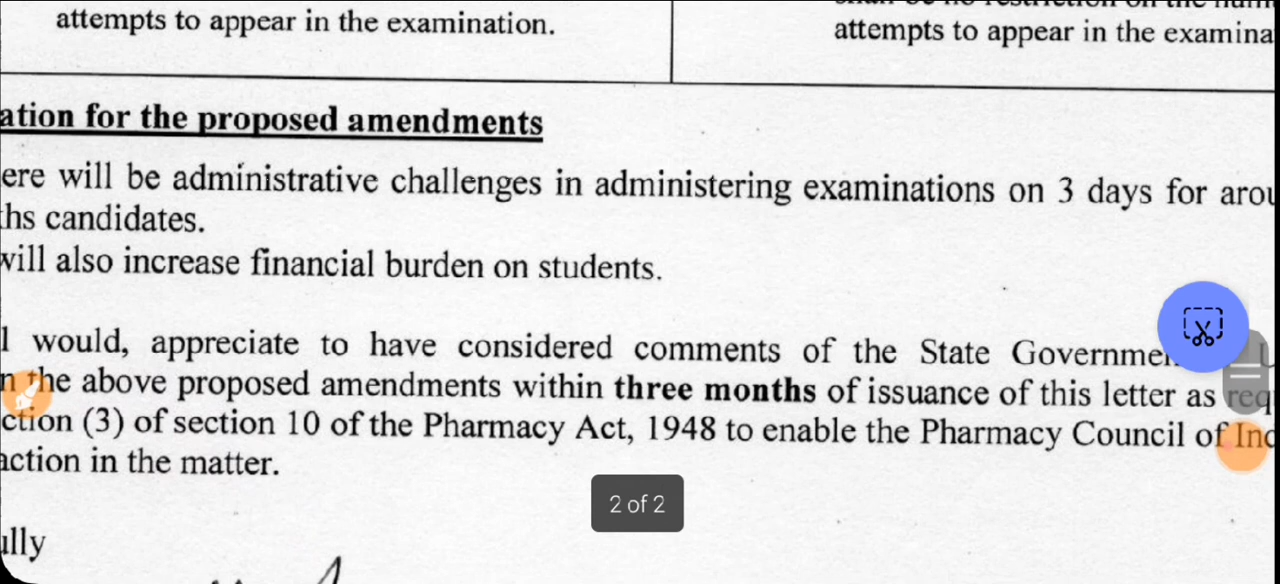 attempts to appear in the examination.
attempts to appear in the examina
ation for the proposed amendments
ere will be administrative challenges in administering examinations on 3 days for arou
ths candidates.
will also increase financial burden on students.
I would, appreciate to have considered comments of the State Governme
n the above proposed amendments within three months of issuance of this letter as req
ction (3) of section 10 of the Pharmacy Act, 1948 to enable the Pharmacy Council of Ind
action in the matter.
2 of 2
ully